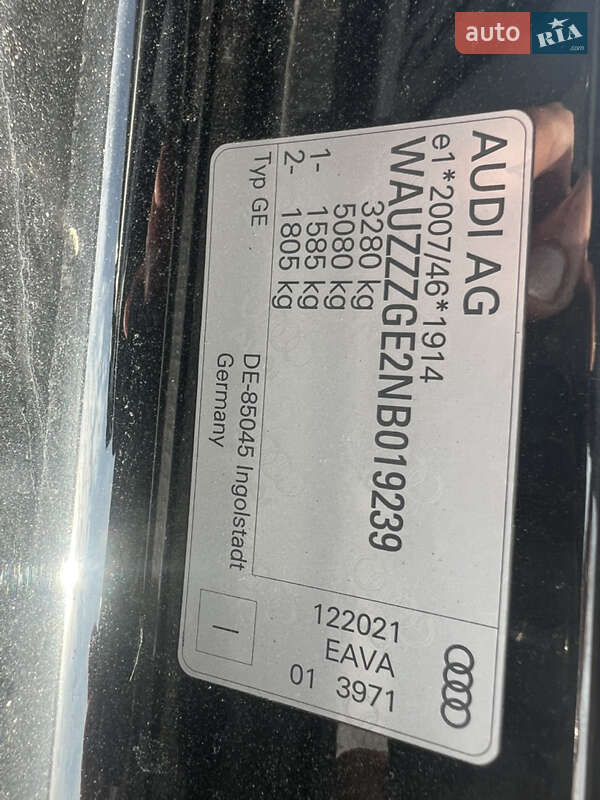 auto RIA.com
AUDI AG
e1*2007/46*1914
WAUZZZGE2NB019239
3280 kg
5080 kg
1- 1585 kg
2- 1805 kg
Typ GE
DE-85045 Ingolstadt
Germany
122021
EAVA
01 3971
I